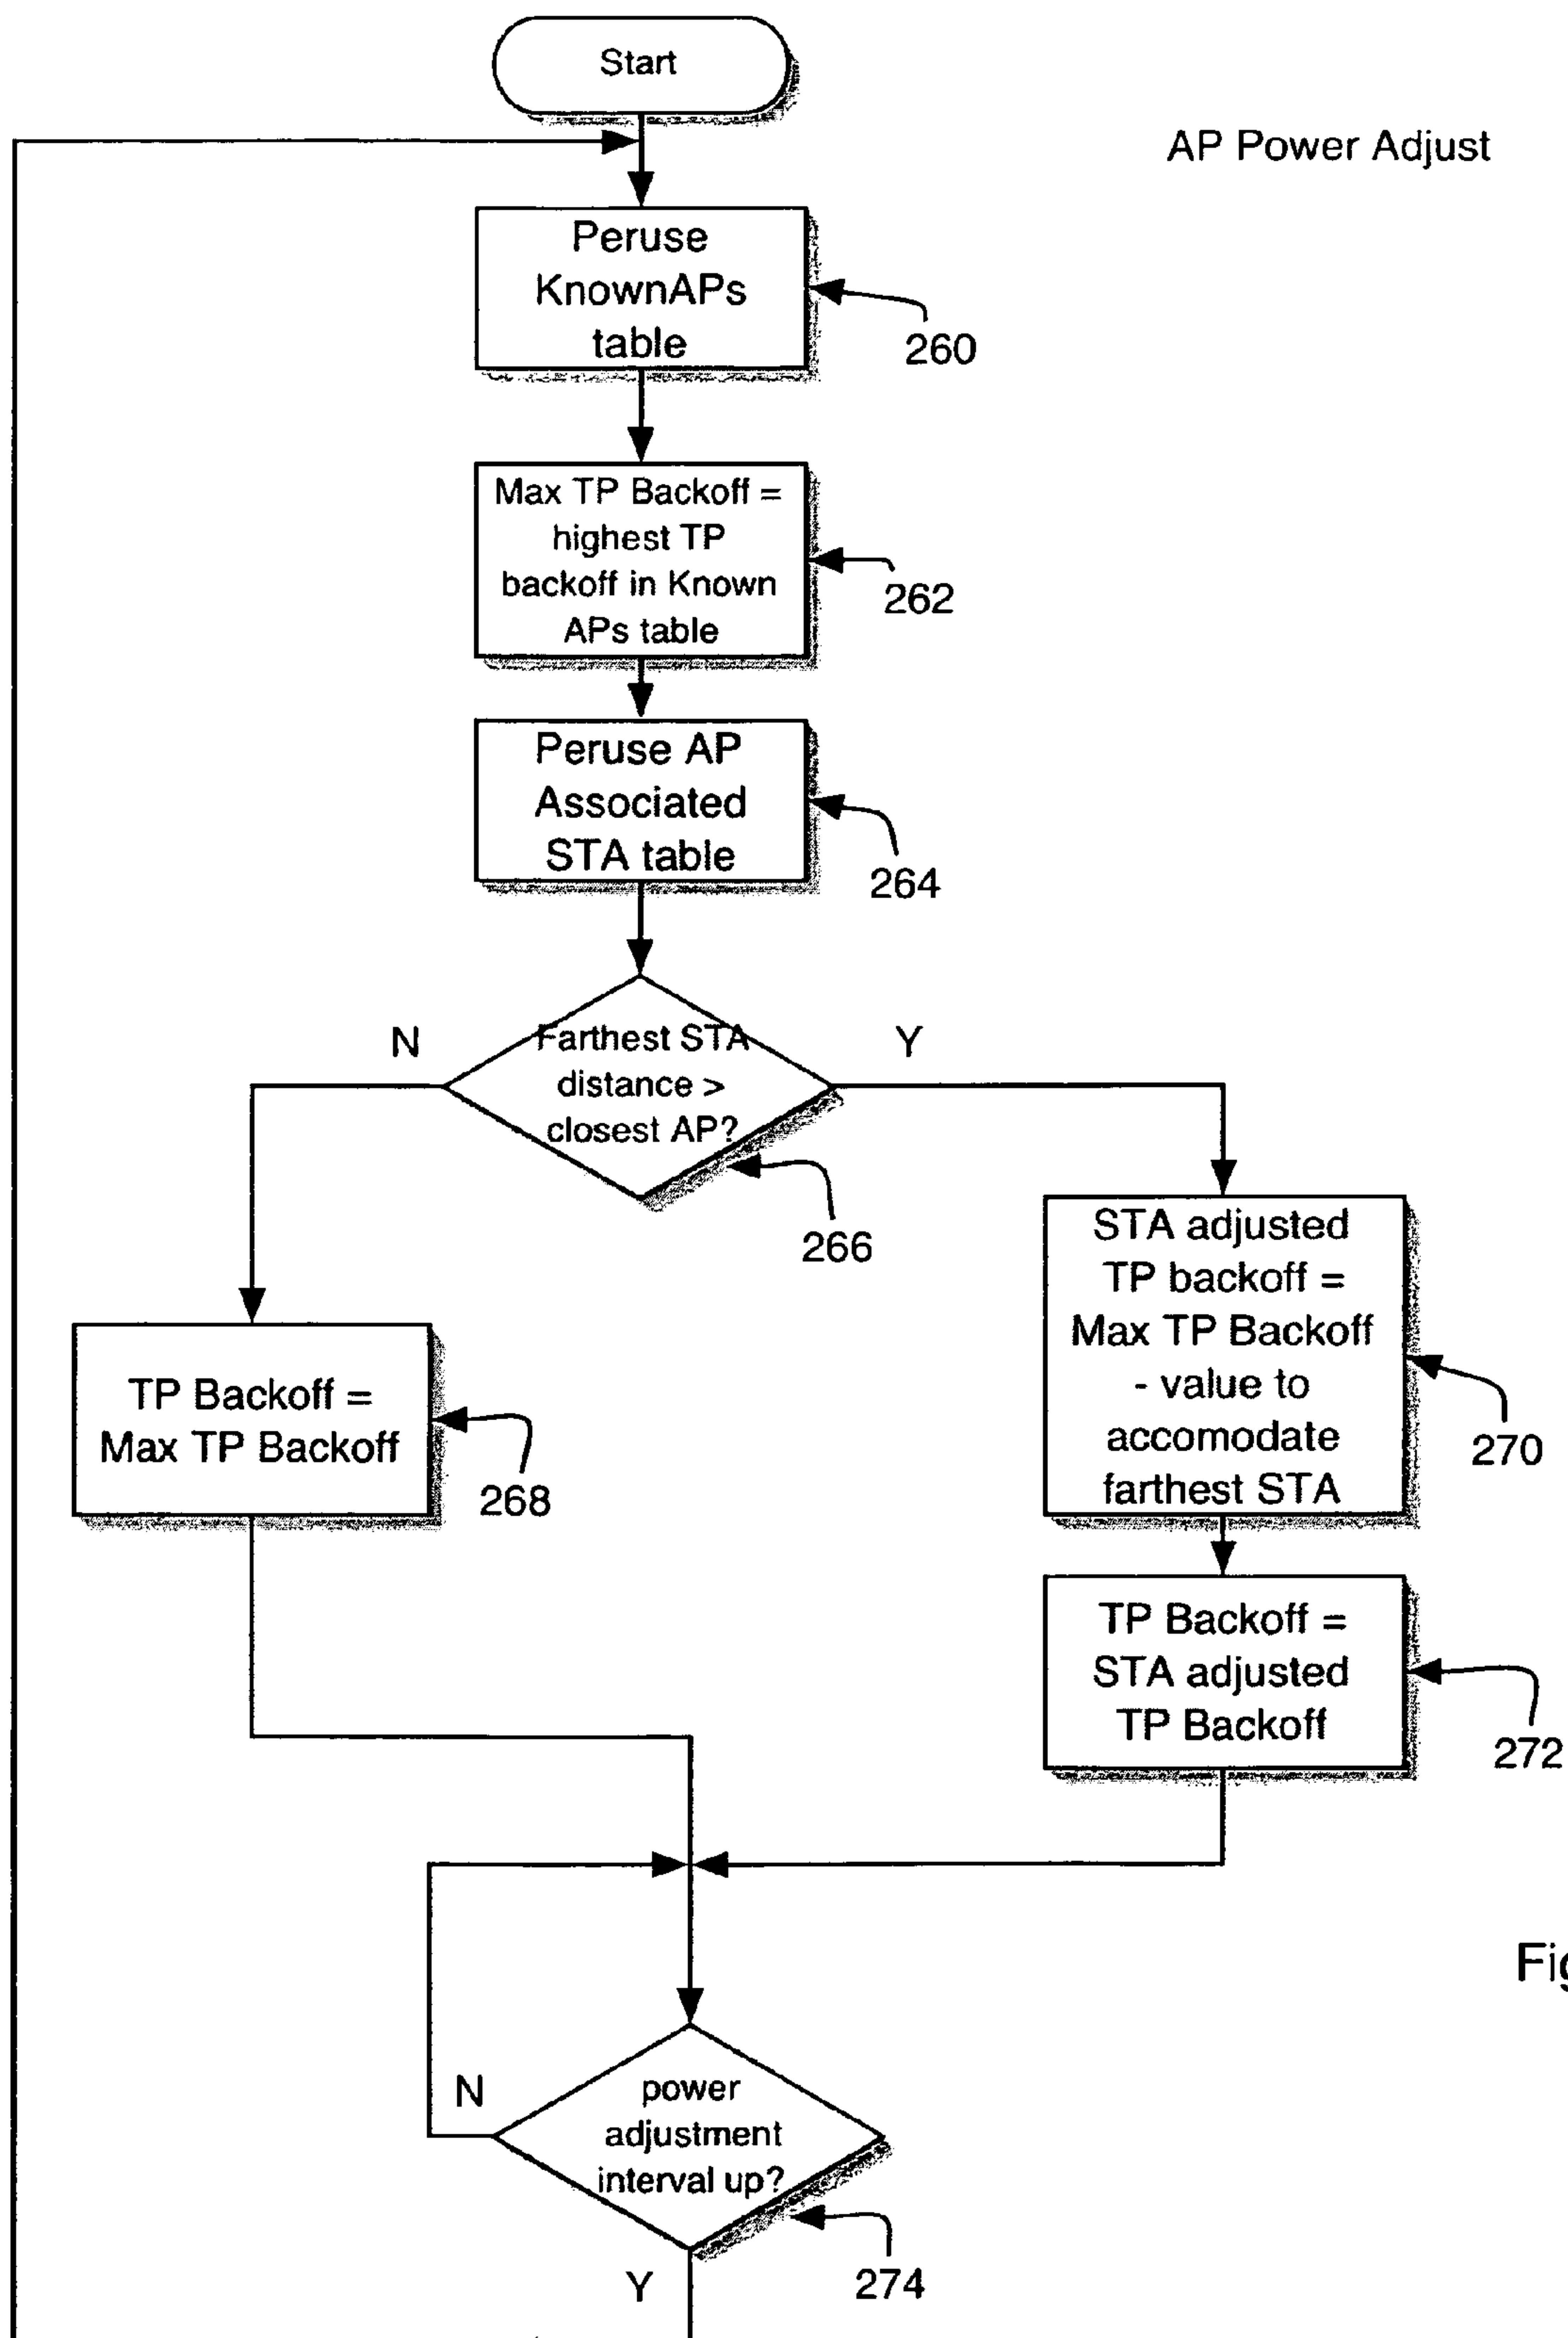 Start
AP Power Adjust
Peruse
KnownAPs
table
260
Max TP Backoff =
highest TP
backoff in Known
APs table
262
Peruse AP
Associated
STA table
264
N
Farthest STA
distance >
closest AP?
Y
266
STA adjusted
TP backoff =
Max TP Backoff
- value to
accomodate
farthest STA
270
TP Backoff =
Max TP Backoff
268
TP Backoff =
STA adjusted
TP Backoff
272
N
power
adjustment
interval up?
Y
274